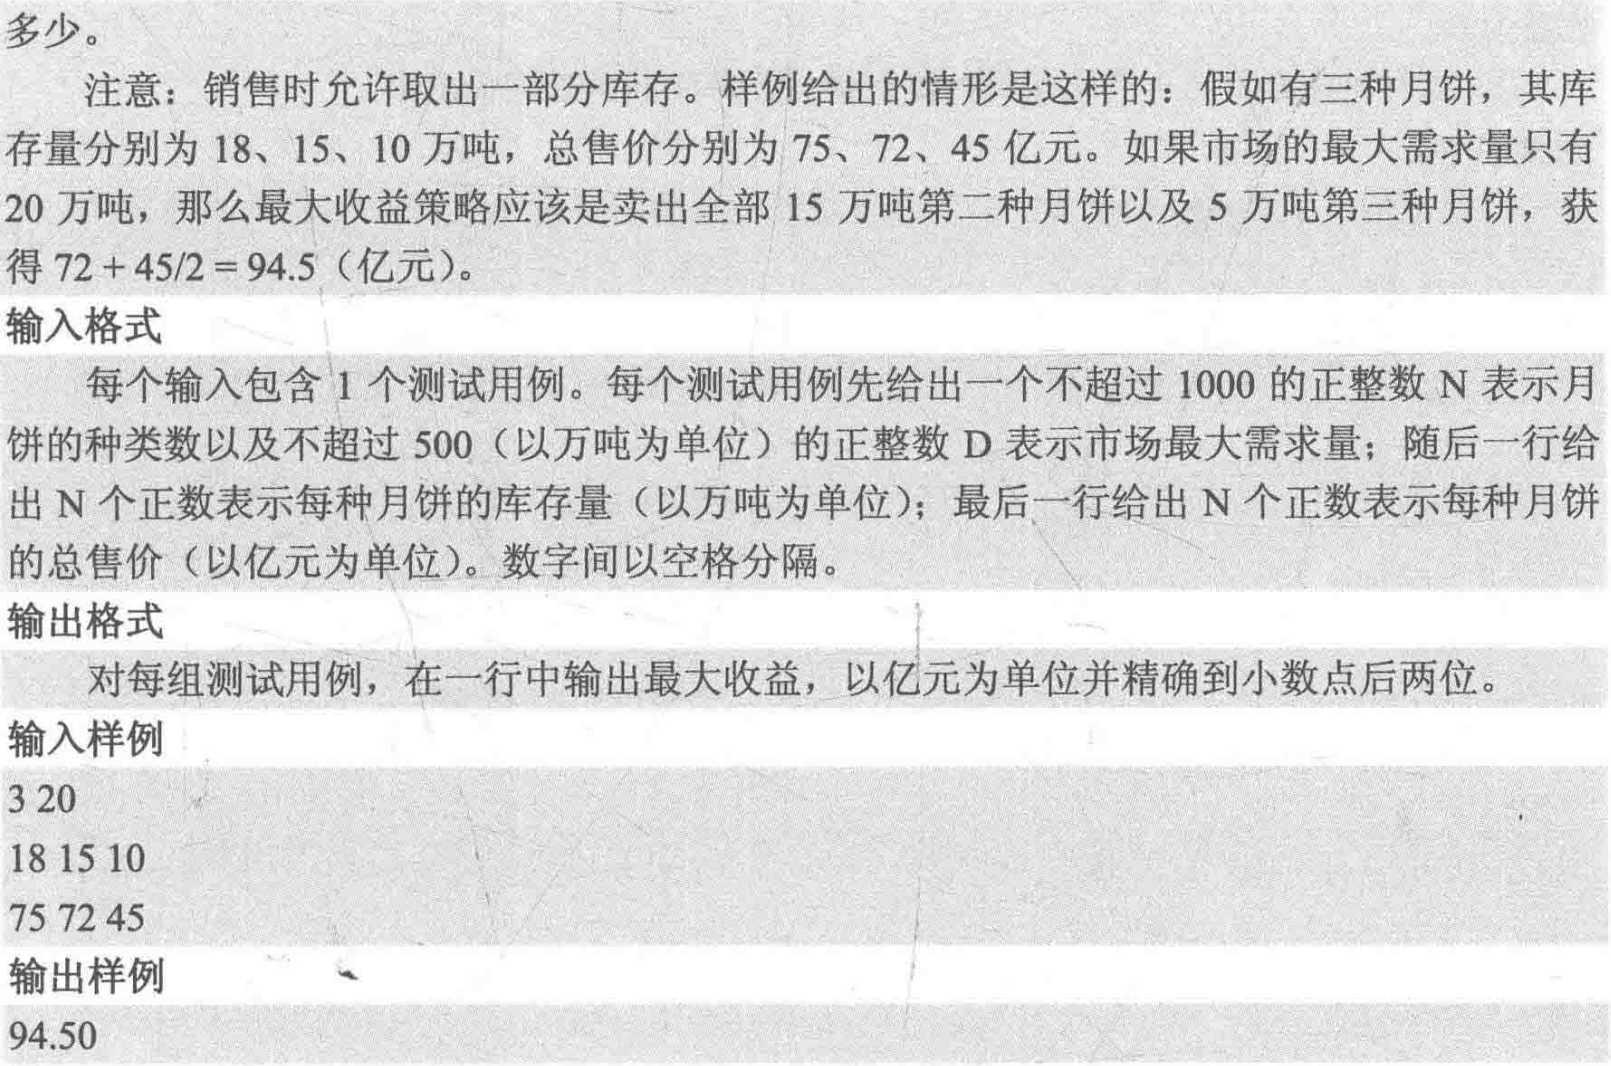 多少。
注意：销售时允许取出一部分库存。样例给出的情形是这样的：假如有三种月饼，其库
存量分别为 18、15、10 万吨，总售价分别为 75、72、45 亿元。如果市场的最大需求量只有
20 万吨，那么最大收益策略应该是卖出全部 15 万吨第二种月饼以及 5 万吨第三种月饼，获
得 72 + 45/2 = 94.5（亿元）。
输入格式
每个输入包含 1 个测试用例。每个测试用例先给出一个不超过 1000 的正整数 N 表示月
饼的种类数以及不超过 500（以万吨为单位）的正整数 D 表示市场最大需求量；随后一行给
出 N 个正数表示每种月饼的库存量（以万吨为单位）；最后一行给出 N 个正数表示每种月饼
的总售价（以亿元为单位）。数字间以空格分隔。
输出格式
对每组测试用例，在一行中输出最大收益，以亿元为单位并精确到小数点后两位。
输入样例
3 20
18 15 10
75 72 45
输出样例
94.50